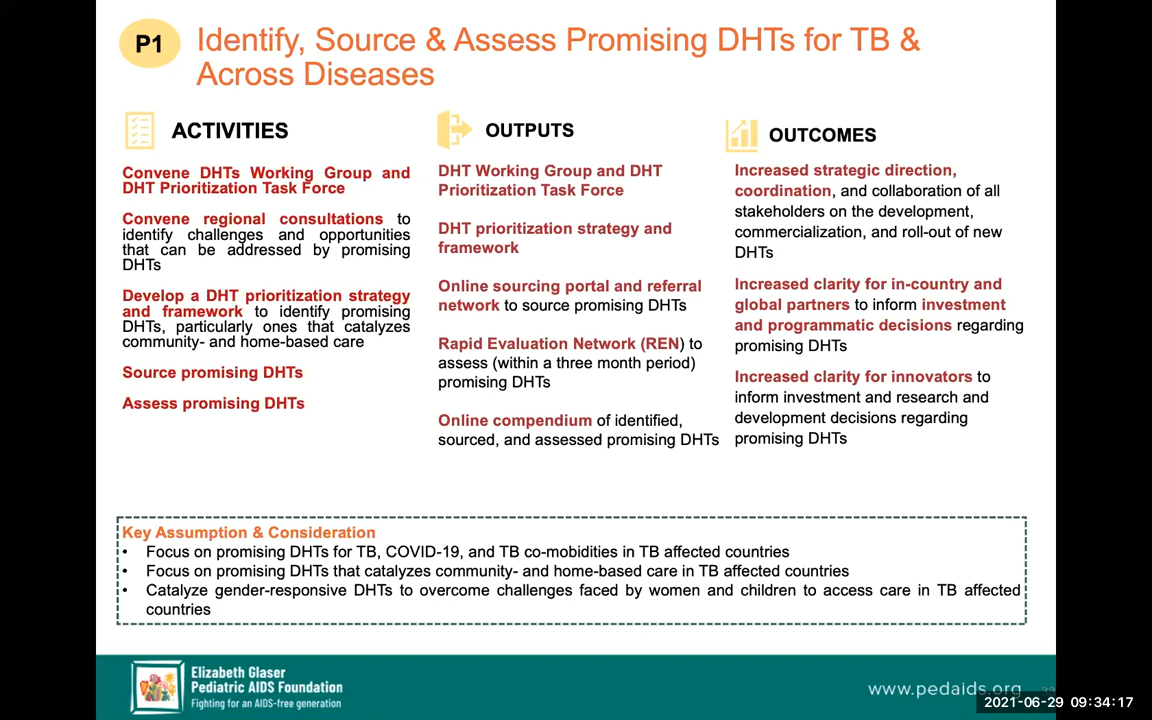 P1
Identify, Source & Assess Promising DHTs for TB &
Across Diseases
ACTIVITIES
Convene DHTs Working Group and
DHT Prioritization Task Force
Convene regional consultations to
identify challenges and opportunities
that can be addressed by promising
DHTs
Develop a DHT prioritization strategy
and framework to identify promising
DHTs, particularly ones that catalyzes
community- and home-based care
Source promising DHTs
Assess promising DHTs
OUTPUTS
DHT Working Group and DHT
Prioritization Task Force
DHT prioritization strategy and
framework
Online sourcing portal and referral
network to source promising DHTs
Rapid Evaluation Network (REN) to
assess (within a three month period)
promising DHTs
Online compendium of identified,
sourced, and assessed promising DHTs
OUTCOMES
Increased strategic direction,
coordination, and collaboration of all
stakeholders on the development,
commercialization, and roll-out of new
DHTs
Increased clarity for in-country and
global partners to inform investment
and programmatic decisions regarding
promising DHTs
Increased clarity for innovators to
inform investment and research and
development decisions regarding
promising DHTs
Key Assumption & Consideration
• Focus on promising DHTs for TB, COVID-19, and TB co-mobidities in TB affected countries
• Focus on promising DHTs that catalyzes community- and home-based care in TB affected countries
• Catalyze gender-responsive DHTs to overcome challenges faced by women and children to access care in TB affected
countries
Elizabeth Glaser
Pediatric AIDS Foundation
Fighting for an AIDS-free generation
www.pedaids.org
2021-06-29 09:34:17